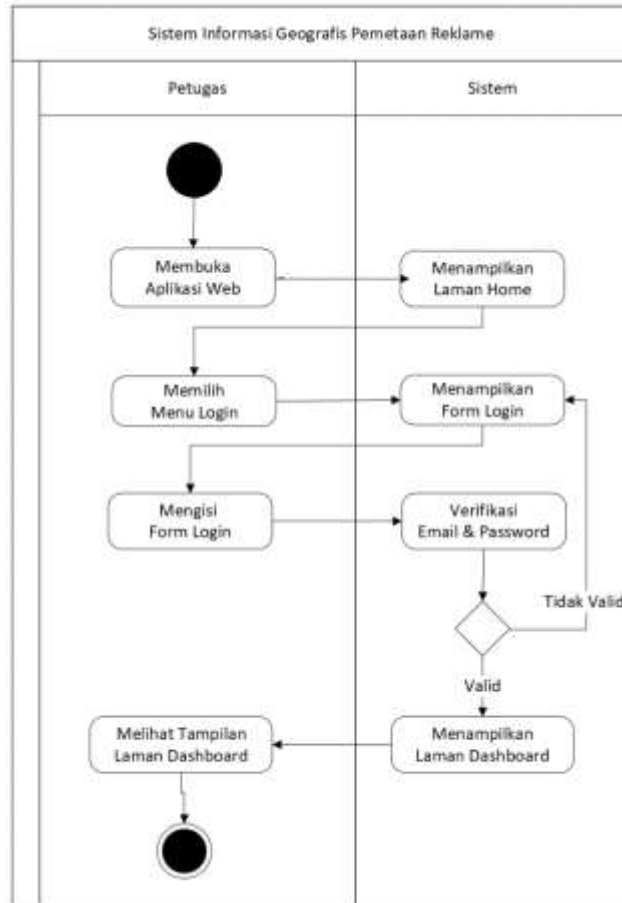 Sistem Informasi Geografis Pemetaan Reklame
Petugas
Sistem
Membuka
Aplikasi Web
Menampilkan
Laman Home
Memilih
Menu Login
Menampilkan
Form Login
Mengisi
Form Login
Verifikasi
Email & Password
Tidak Valid
Valid
Melihat Tampilan
Laman Dashboard
Menampilkan
Laman Dashboard